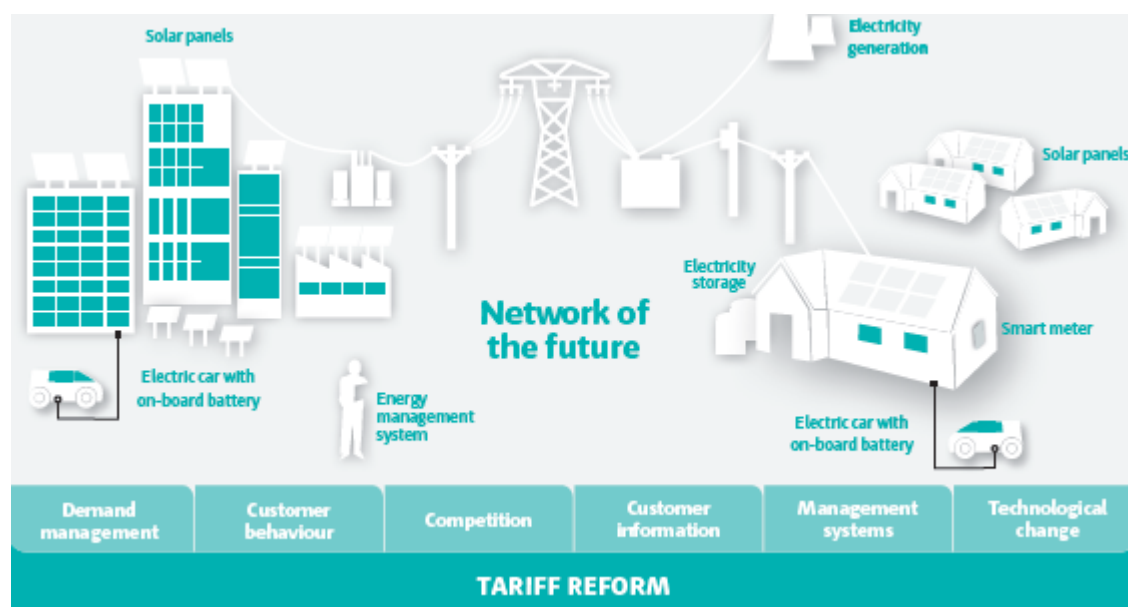 Solar panels
Electricity
generation
Solar panels
Electricity
storage
Network of
the future
Smart meter
Electric car with
on-board battery
Energy
management
system
Electric car with
on-board battery
Demand
management
Customer
behaviour
Competition
Customer
information
Management
systems
Technological
change
TARIFF REFORM